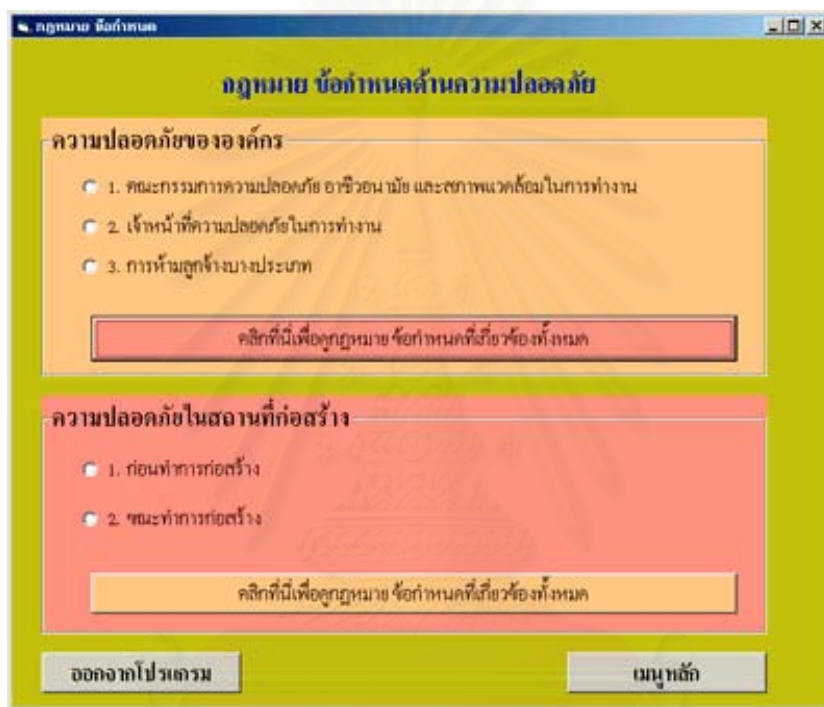 กฎหมาย ข้อกำหนด
กฎหมาย ข้อกำหนดด้านความปลอดภัย
ความปลอดภัยขององค์กร
1. คณะกรรมการความปลอดภัย อาชีวอนามัย และสภาพแวดล้อมในการทำงาน
2. เจ้าหน้าที่ความปลอดภัยในการทำงาน
3. การห้ามลูกจ้างบางประเภท
คลิกที่นี่เพื่อดูกฎหมาย ข้อกำหนดที่เกี่ยวข้องทั้งหมด
ความปลอดภัยในสถานที่ก่อสร้าง
1. ก่อนทำการก่อสร้าง
2. ขณะทำการก่อสร้าง
คลิกที่นี่เพื่อดูกฎหมาย ข้อกำหนดที่เกี่ยวข้องทั้งหมด
ออกจากโปรแกรม
เมนูหลัก